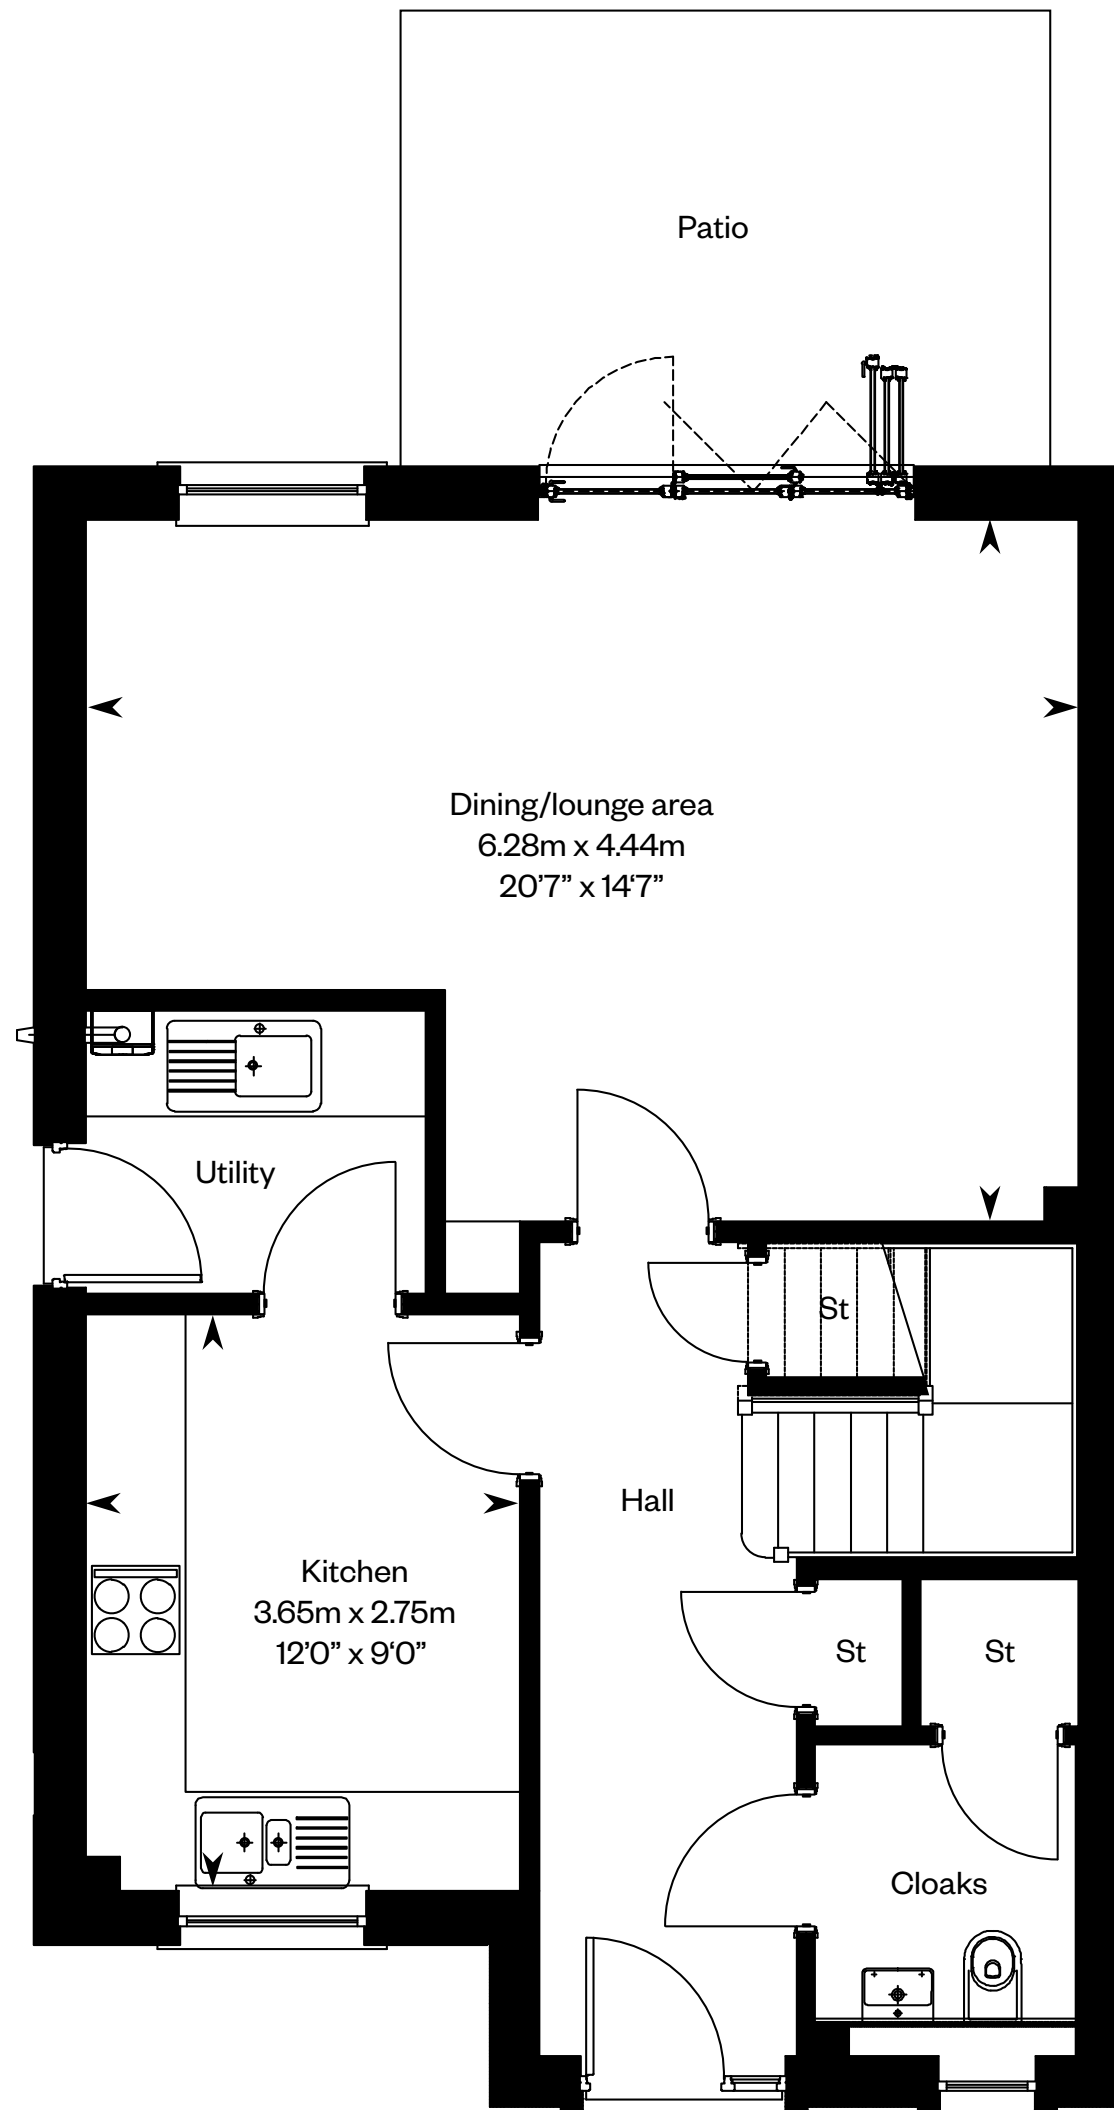 Patio
Dining/lounge area
6.28m x 4.44m
20’7” x 14‘7”
Utility
St
Hall
Kitchen
3.65m x 2.75m
12’0” x 9‘0”
St
St
Cloaks